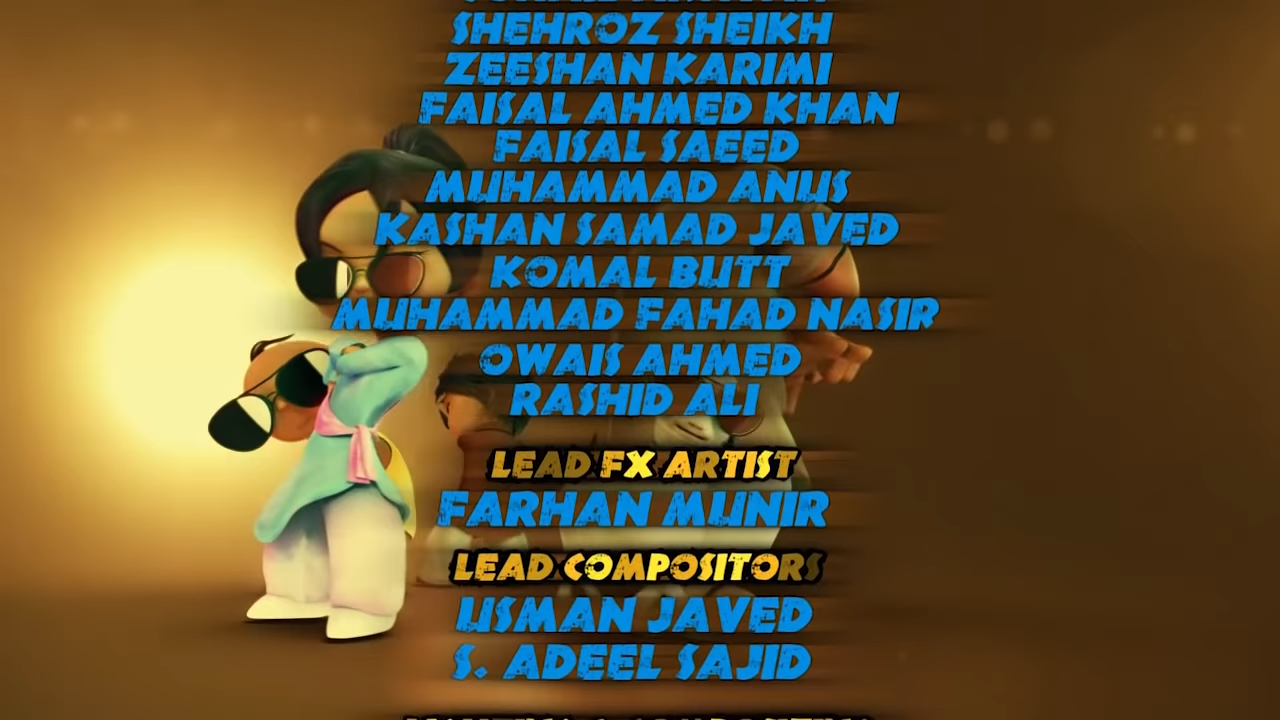 SHEHROZ SHEIKH
ZEESHAN KARIMI
FAISAL AHMED KHAN
FAISAL SAEED
MUHAMMAD ANUS
KASHAN SAMAD JAVED
KOMAL BUTT
MUHAMMAD FAHAD NASIR
OWAIS AHMED
RASHID ALI
LEAD FX ARTIST
FARHAN MUNIR
LEAD COMPOSITORS
USMAN JAVED
S. ADEEL SAJID